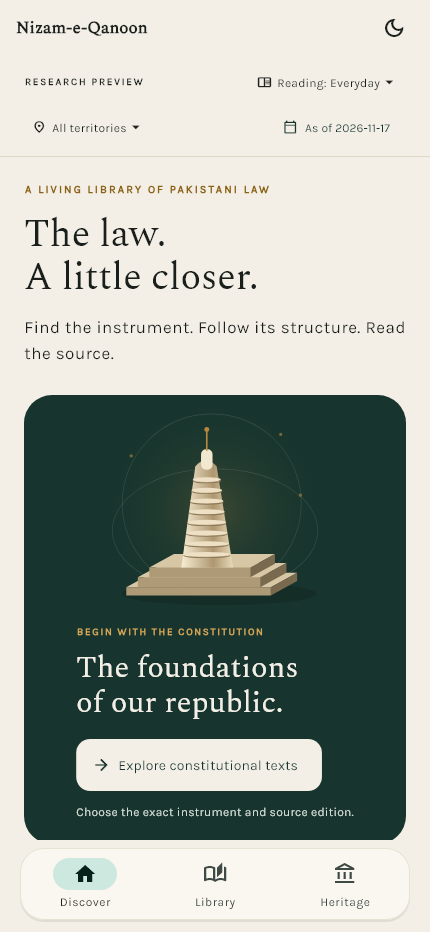 Nizam-e-Qanoon
RESEARCH PREVIEW
Reading: Everyday
All territories
As of 2026-11-17
A LIVING LIBRARY OF PAKISTANI LAW
The law.
A little closer.
Find the instrument. Follow its structure. Read
the source.
BEGIN WITH THE CONSTITUTION
The foundations
of our republic.
Explore constitutional texts
Choose the exact instrument and source edition.
Discover
Library
Heritage